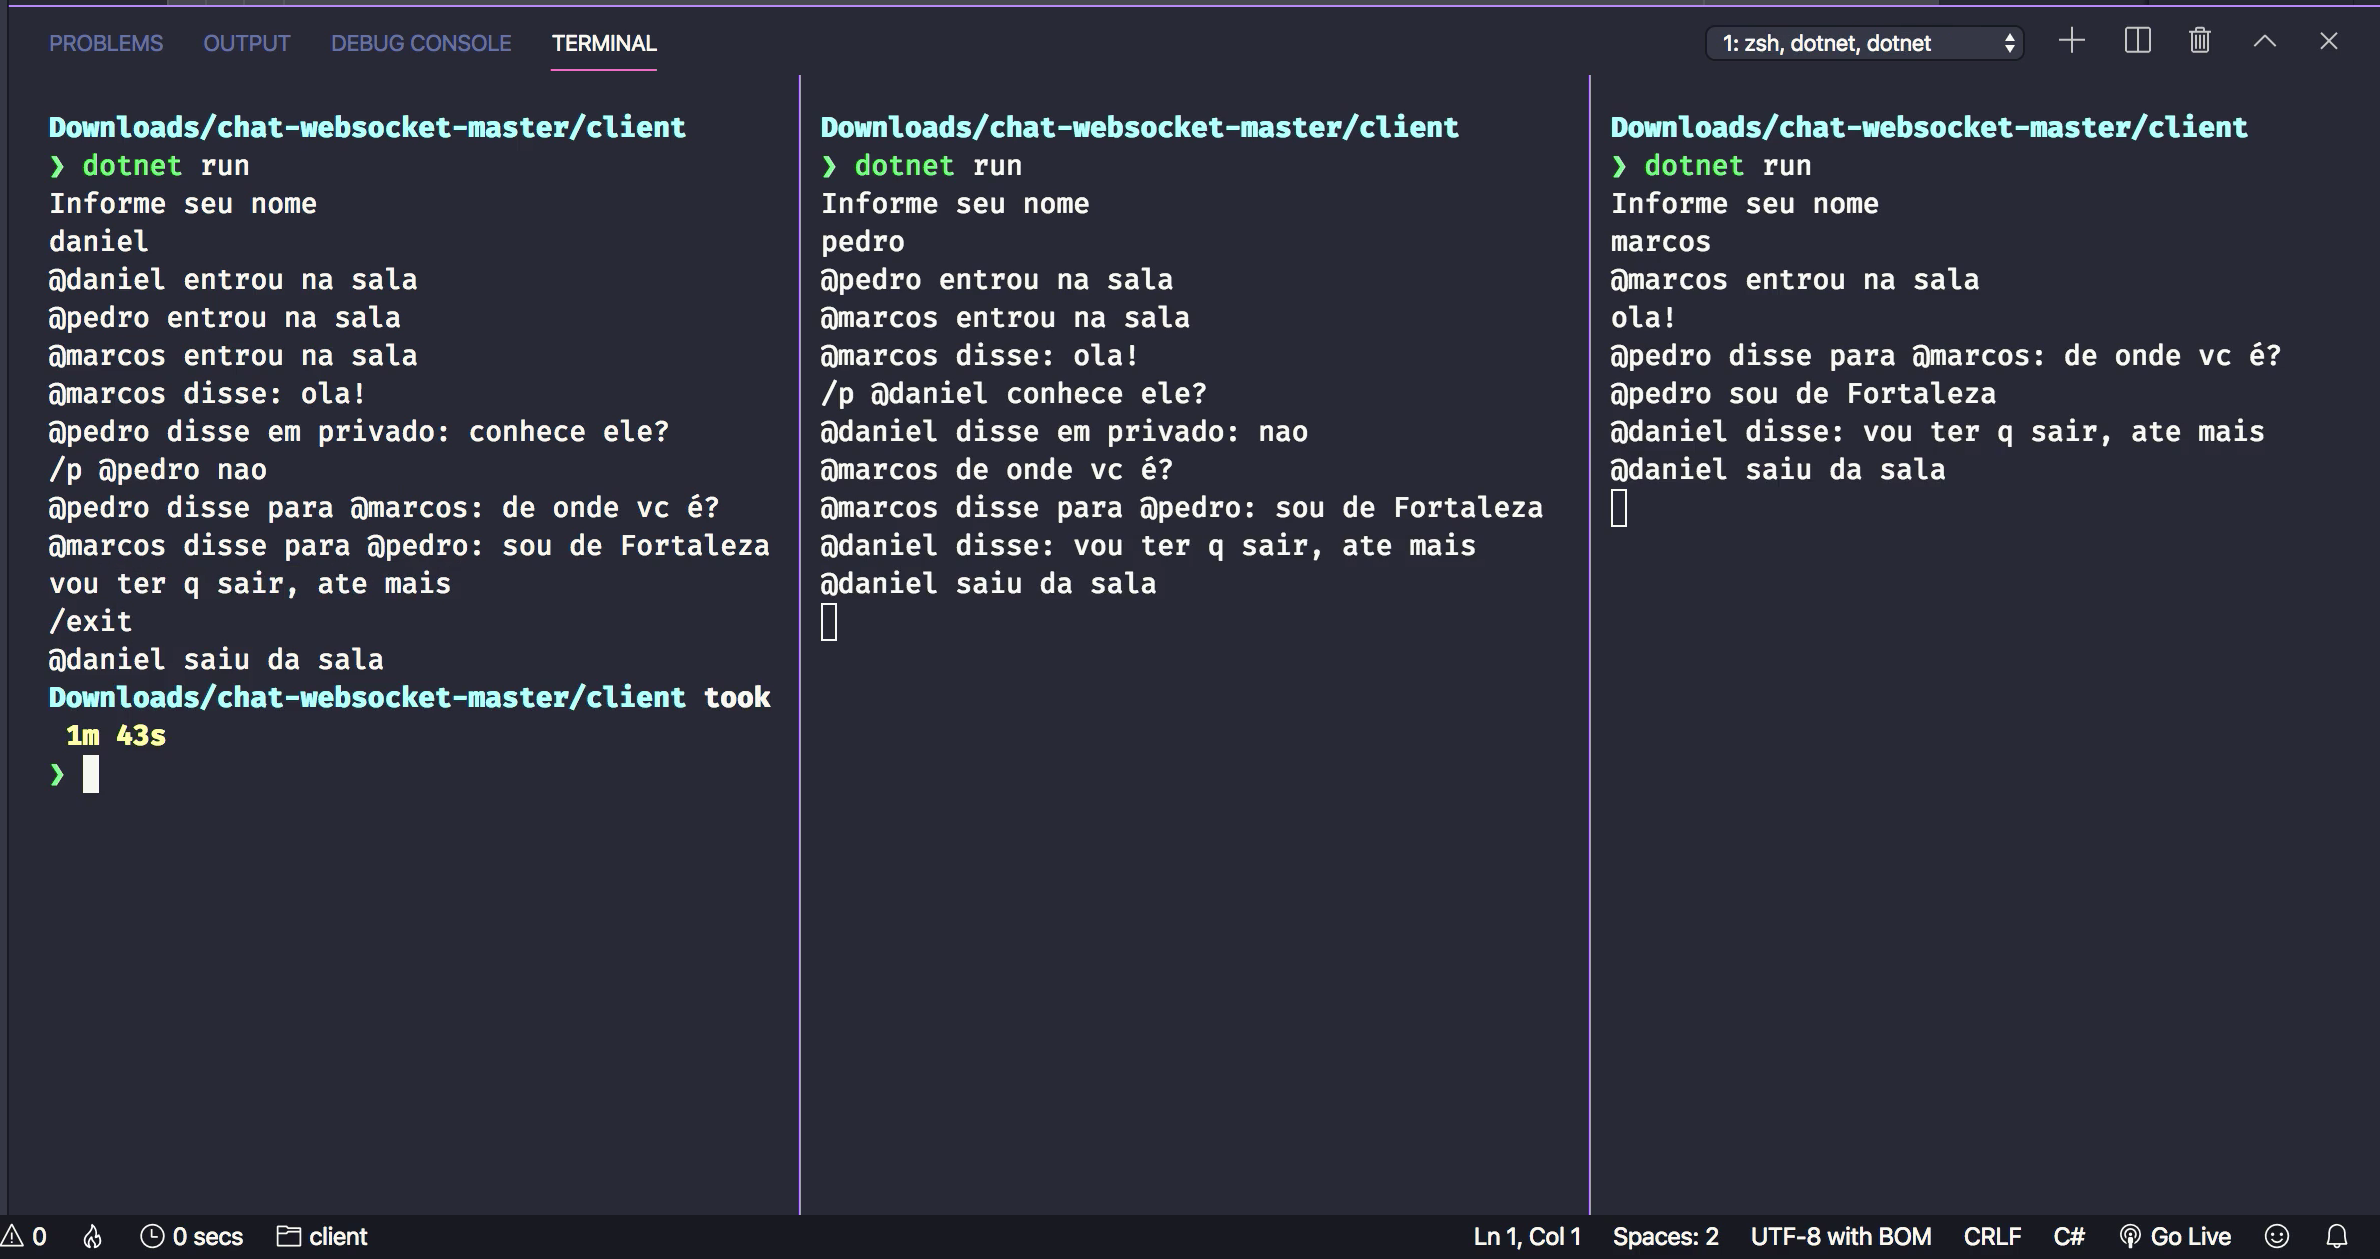 PROBLEMS OUTPUT DEBUG CONSOLE TERMINAL 1: zsh, dotnet, dotnet
Downloads/chat-websocket-master/client
❯ dotnet run
Informe seu nome
daniel
@daniel entrou na sala
@pedro entrou na sala
@marcos entrou na sala
@marcos disse: ola!
@pedro disse em privado: conhece ele?
/p @pedro nao
@pedro disse para @marcos: de onde vc é?
@marcos disse para @pedro: sou de Fortaleza
vou ter q sair, ate mais
/exit
@daniel saiu da sala
Downloads/chat-websocket-master/client took
1m 43s
❯
Downloads/chat-websocket-master/client
❯ dotnet run
Informe seu nome
pedro
@pedro entrou na sala
@marcos entrou na sala
@marcos disse: ola!
/p @daniel conhece ele?
@daniel disse em privado: nao
@marcos de onde vc é?
@marcos disse para @pedro: sou de Fortaleza
@daniel disse: vou ter q sair, ate mais
@daniel saiu da sala
Downloads/chat-websocket-master/client
❯ dotnet run
Informe seu nome
marcos
@marcos entrou na sala
ola!
@pedro disse para @marcos: de onde vc é?
@pedro sou de Fortaleza
@daniel disse: vou ter q sair, ate mais
@daniel saiu da sala
0 0 secs client Ln 1, Col 1 Spaces: 2 UTF-8 with BOM CRLF C# Go Live